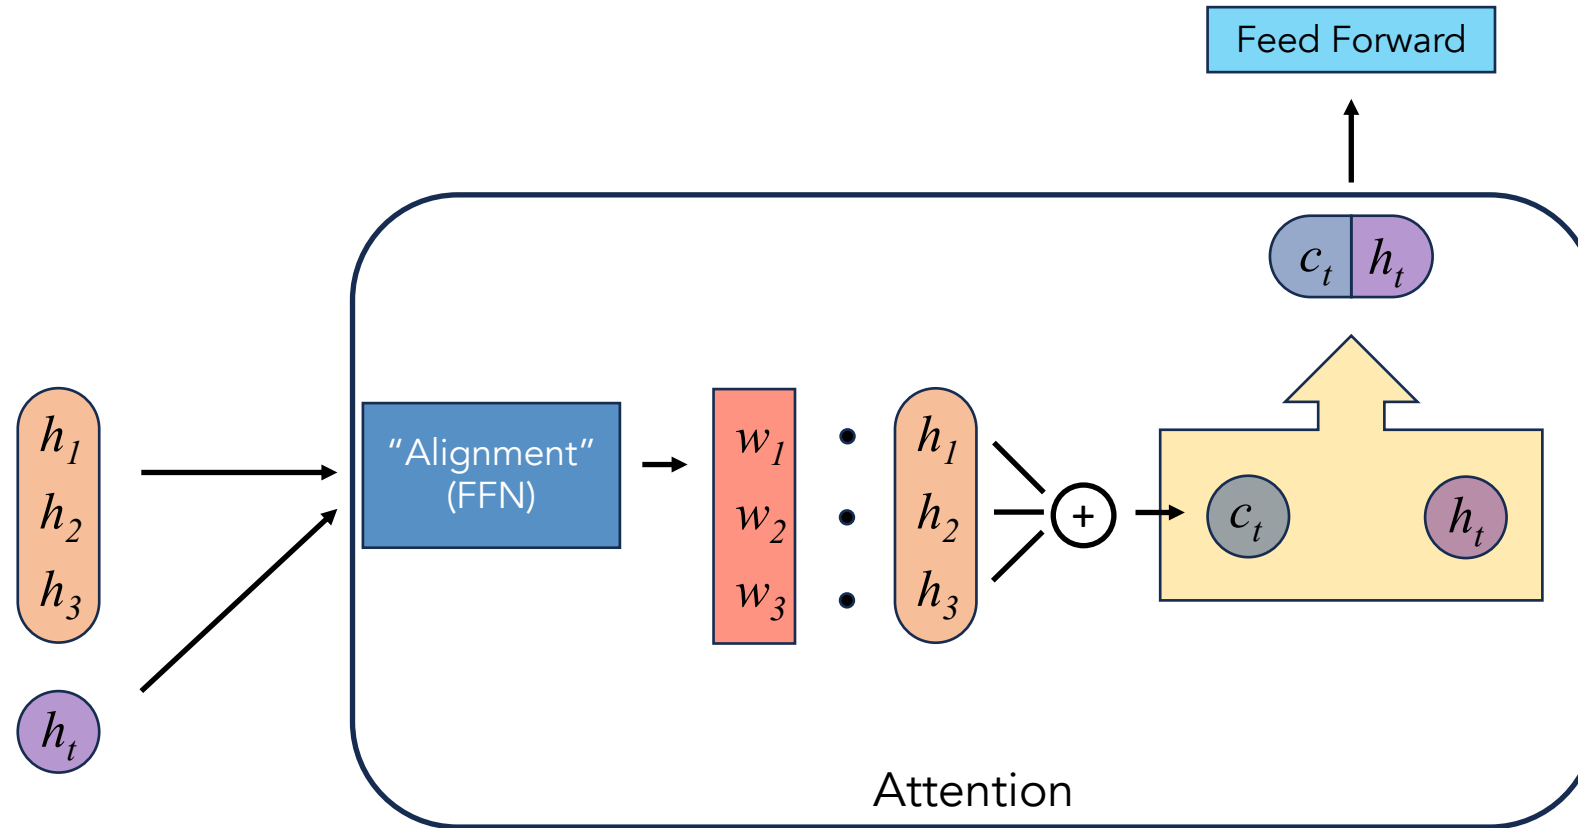 Feed Forward
c_t h_t
h_1
h_2
h_3
h_t
“Alignment”
(FFN)
w_1
w_2
w_3
h_1
h_2
h_3
+
c_t
h_t
Attention